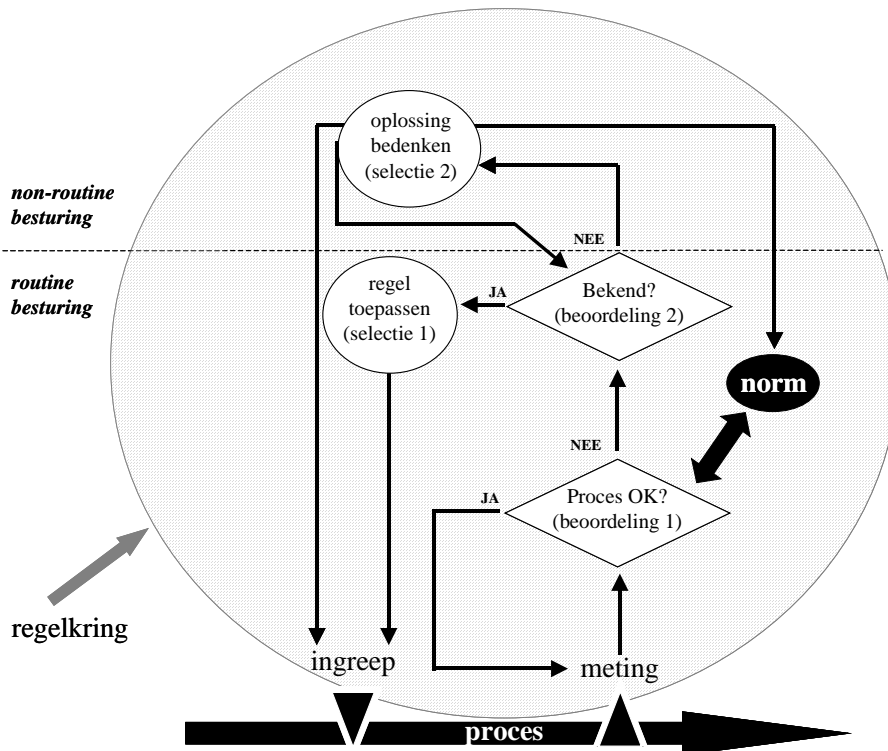 oplossing
bedenken
(selectie 2)
non-routine
besturing
NEE
routine
besturing
regel
toepassen
(selectie 1)
JA
Bekend?
(beoordeling 2)
norm
NEE
JA
Proces OK?
(beoordeling 1)
regelkring
ingreep
meting
proces